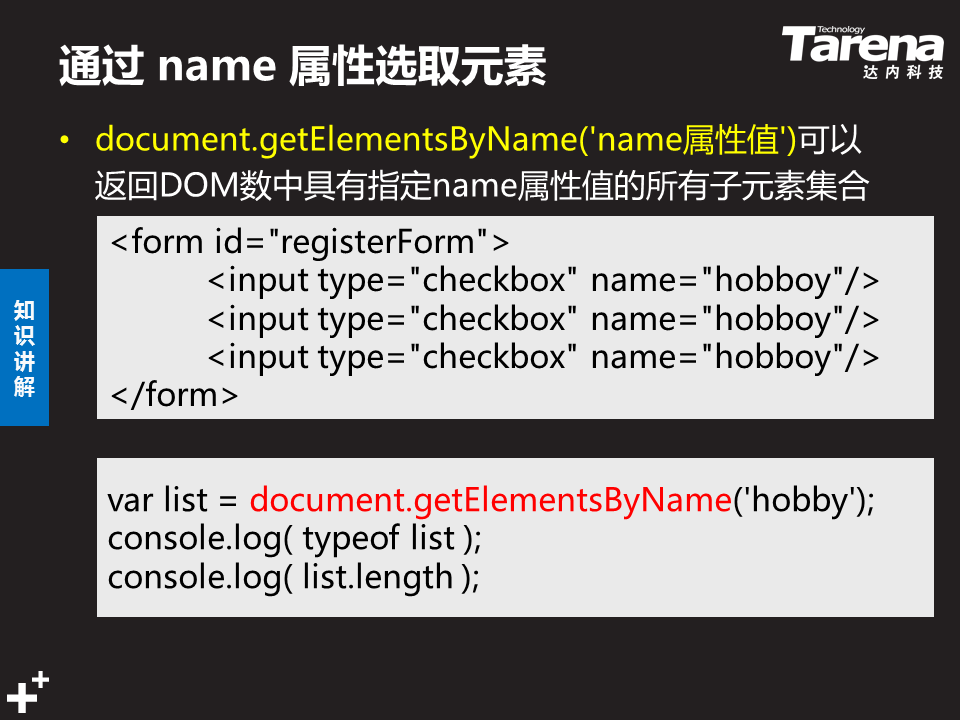 通过 name 属性选取元素
Technology
Tarena
达内科技
• document.getElementsByName('name属性值')可以
返回DOM数中具有指定name属性值的所有子元素集合
<form id="registerForm">
<input type="checkbox" name="hobboy"/>
<input type="checkbox" name="hobboy"/>
<input type="checkbox" name="hobboy"/>
</form>
知识讲解
var list = document.getElementsByName('hobby');
console.log( typeof list );
console.log( list.length );